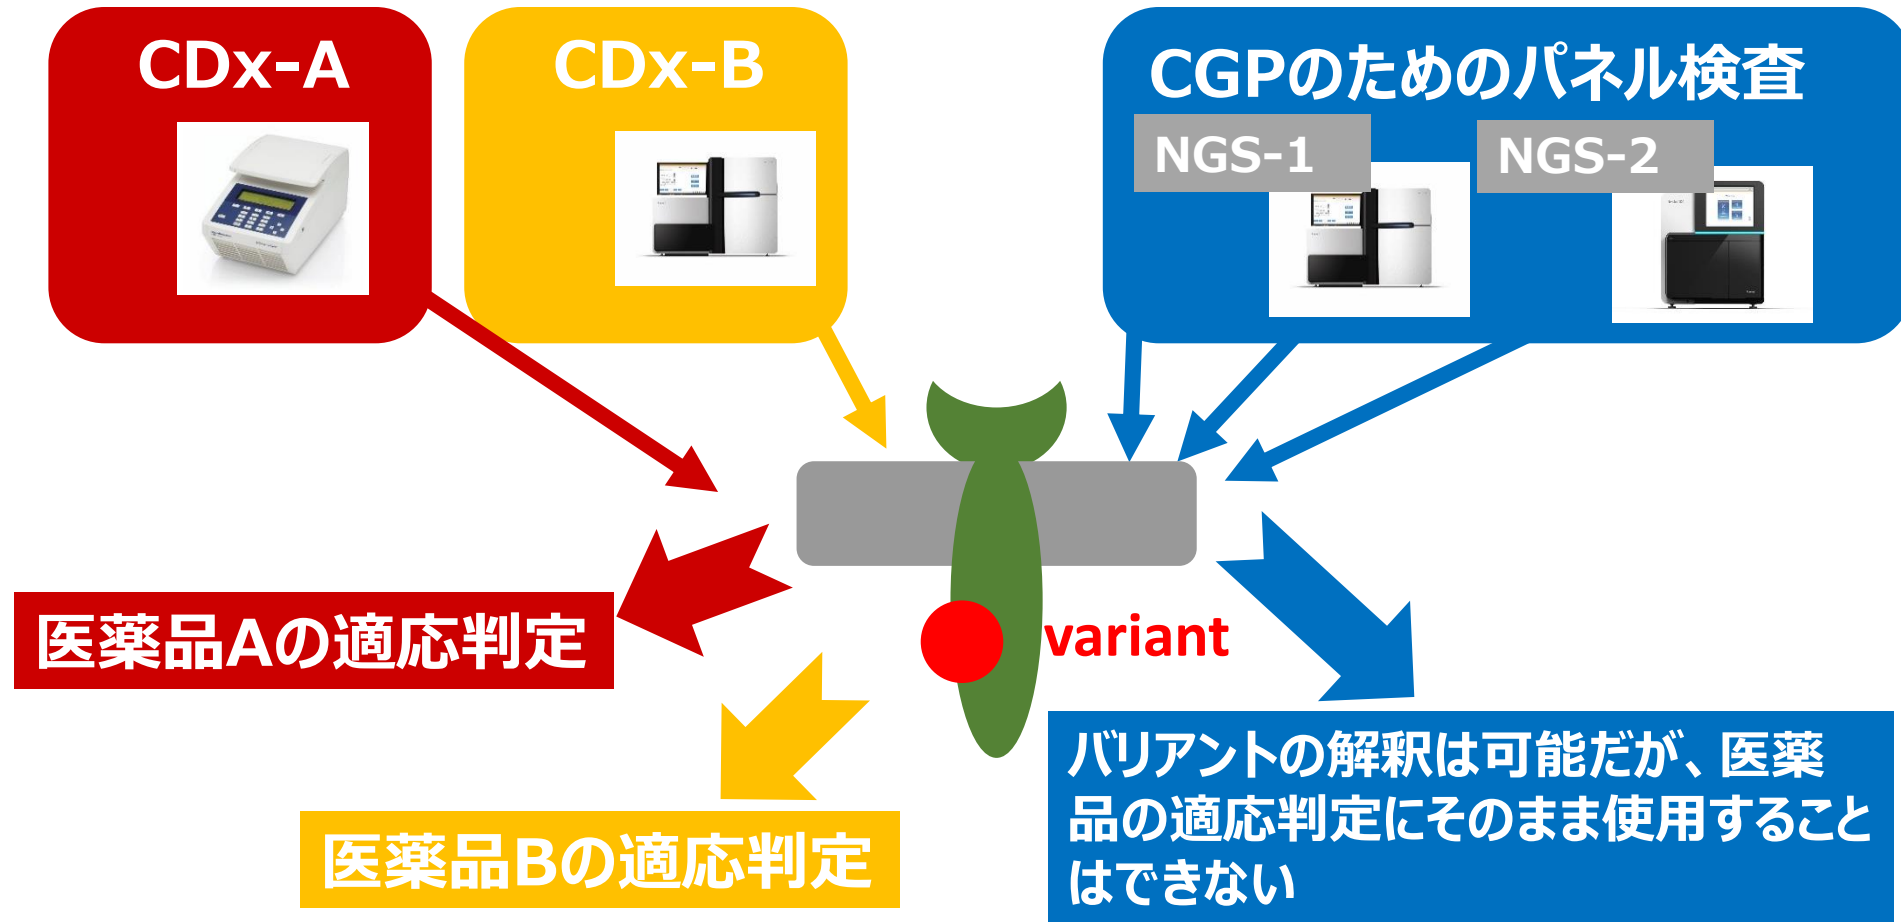 CDx-A
CDx-B
CGPのためのパネル検査
NGS-1
NGS-2
variant
医薬品Aの適応判定
医薬品Bの適応判定
バリアントの解釈は可能だが、医薬
品の適応判定にそのまま使用すること
はできない